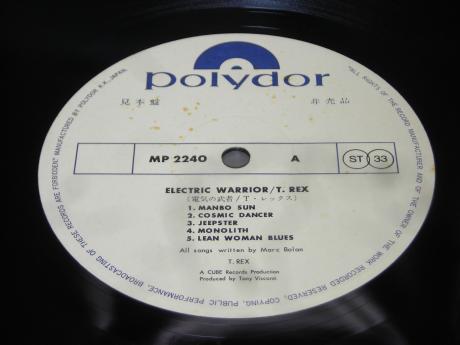 polydor
見本盤 非売品
MP 2240 A ST 33
ELECTRIC WARRIOR/T. REX
(電気の武者/T・レックス)
1. MANBO SUN
2. COSMIC DANCER
3. JEEPSTER
4. MONOLITH
5. LEAN WOMAN BLUES
All songs written by Marc Bolan
T. REX
A CUBE Records Production
Produced by Tony Visconti
"ALL RIGHTS OF THE RECORD MANUFACTURER AND OF THE OWNER OF THE WORK RECORDED RESERVED, COPYING, PUBLIC PERFORMANCE, BROADCASTING OF THESE RECORDS ARE FORBIDDEN" MANUFACTURED BY POLYDOR K.K., JAPAN